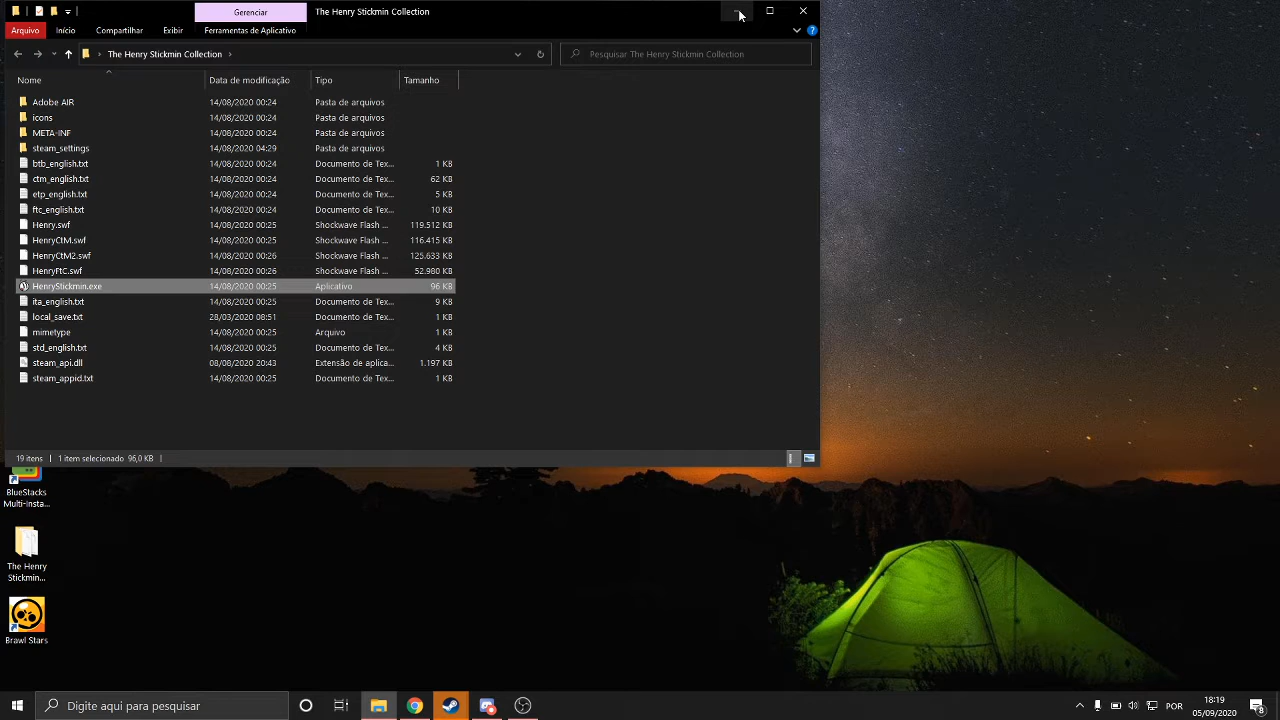 Gerenciar
The Henry Stickmin Collection
Arquivo
Início
Compartilhar
Exibir
Ferramentas de Aplicativo
The Henry Stickmin Collection
Pesquisar The Henry Stickmin Collection
Nome Data de modificação Tipo Tamanho
Adobe AIR 14/08/2020 00:24 Pasta de arquivos
icons 14/08/2020 00:24 Pasta de arquivos
META-INF 14/08/2020 00:24 Pasta de arquivos
steam_settings 14/08/2020 04:29 Pasta de arquivos
btb_english.txt 14/08/2020 00:24 Documento de Tex... 1 KB
ctm_english.txt 14/08/2020 00:24 Documento de Tex... 62 KB
etp_english.txt 14/08/2020 00:24 Documento de Tex... 5 KB
ftc_english.txt 14/08/2020 00:24 Documento de Tex... 10 KB
Henry.swf 14/08/2020 00:25 Shockwave Flash ... 119.512 KB
HenryCtM.swf 14/08/2020 00:25 Shockwave Flash ... 116.415 KB
HenryCtM2.swf 14/08/2020 00:26 Shockwave Flash ... 125.633 KB
HenryFtC.swf 14/08/2020 00:26 Shockwave Flash ... 52.980 KB
HenryStickmin.exe 14/08/2020 00:25 Aplicativo 96 KB
ita_english.txt 14/08/2020 00:25 Documento de Tex... 9 KB
local_save.txt 28/03/2020 08:51 Documento de Tex... 1 KB
mimetype 14/08/2020 00:25 Arquivo 1 KB
std_english.txt 14/08/2020 00:25 Documento de Tex... 4 KB
steam_api.dll 08/08/2020 20:43 Extensão de aplica... 1.197 KB
steam_appid.txt 14/08/2020 00:25 Documento de Tex... 1 KB
19 itens 1 item selecionado 96,0 KB
BlueStacks
Multi-Insta...
The Henry
Stickmin...
Brawl Stars
Digite aqui para pesquisar
POR
18:19
05/09/2020